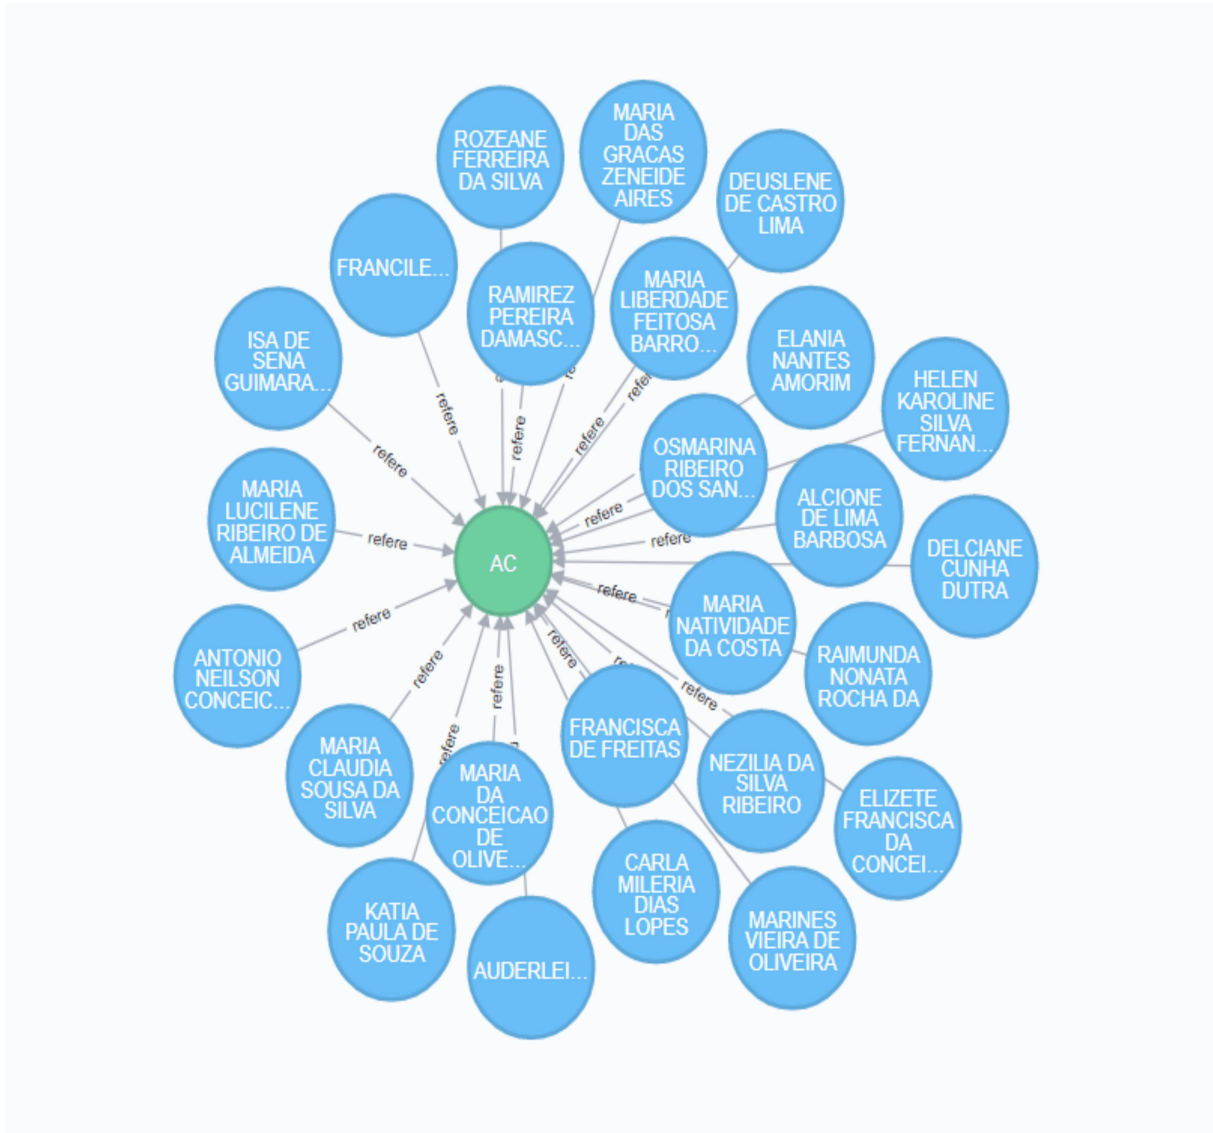 ROZEANE
FERREIRA
DA SILVA
MARIA
DAS
GRACAS
ZENEIDE
AIRES
DEUSLENE
DE CASTRO
LIMA
FRANCILE...
RAMIREZ
PEREIRA
DAMASC...
MARIA
LIBERDADE
FEITOSA
BARRO...
ISA DE
SENA
GUIMARA...
ELANIA
NANTES
AMORIM
HELEN
KAROLINE
SILVA
FERNAN...
refere
refere
refere
refere
refere
OSMARINA
RIBEIRO
DOS SAN...
MARIA
LUCILENE
RIBEIRO DE
ALMEIDA
ALCIONE
DE LIMA
BARBOSA
refere
refere
refere
AC
DELCIANE
CUNHA
DUTRA
refere
refere
MARIA
NATIVIDADE
DA COSTA
RAIMUNDA
NONATA
ROCHA DA
ANTONIO
NEILSON
CONCEIC...
refere
refere
refere
refere
refere
MARIA
CLAUDIA
SOUSA DA
SILVA
FRANCISCA
DE FREITAS
NEZILIA DA
SILVA
RIBEIRO
MARIA
DA
CONCEICAO
DE
OLIVE...
ELIZETE
FRANCISCA
DA
CONCEI...
CARLA
MILERIA
DIAS
LOPES
KATIA
PAULA DE
SOUZA
MARINES
VIEIRA DE
OLIVEIRA
AUDERLEI...